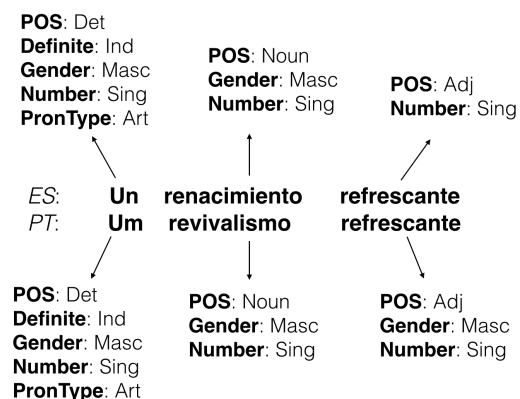 POS: Det
Definite: Ind
Gender: Masc
Number: Sing
PronType: Art
POS: Noun
Gender: Masc
Number: Sing
POS: Adj
Number: Sing
ES: Un renacimiento refrescante
PT: Um revivalismo refrescante
POS: Det
Definite: Ind
Gender: Masc
Number: Sing
PronType: Art
POS: Noun
Gender: Masc
Number: Sing
POS: Adj
Gender: Masc
Number: Sing